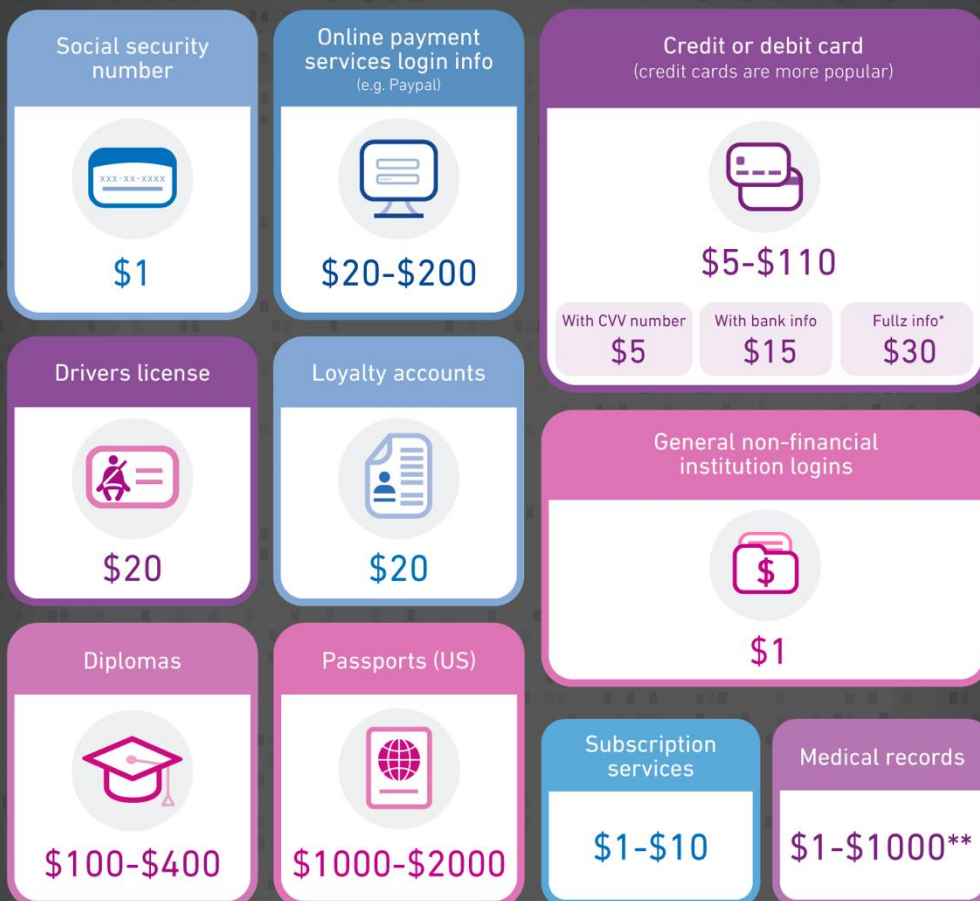 Social security
number
xxx-xx-xxxx
$1
Online payment
services login info
(e.g. Paypal)
$20-$200
Credit or debit card
(credit cards are more popular)
$5-$110
With CVV number
$5
With bank info
$15
Fullz info*
$30
Drivers license
$20
Loyalty accounts
$20
General non-financial
institution logins
$
$1
Diplomas
$100-$400
Passports (US)
$1000-$2000
Subscription
services
$1-$10
Medical records
$1-$1000**